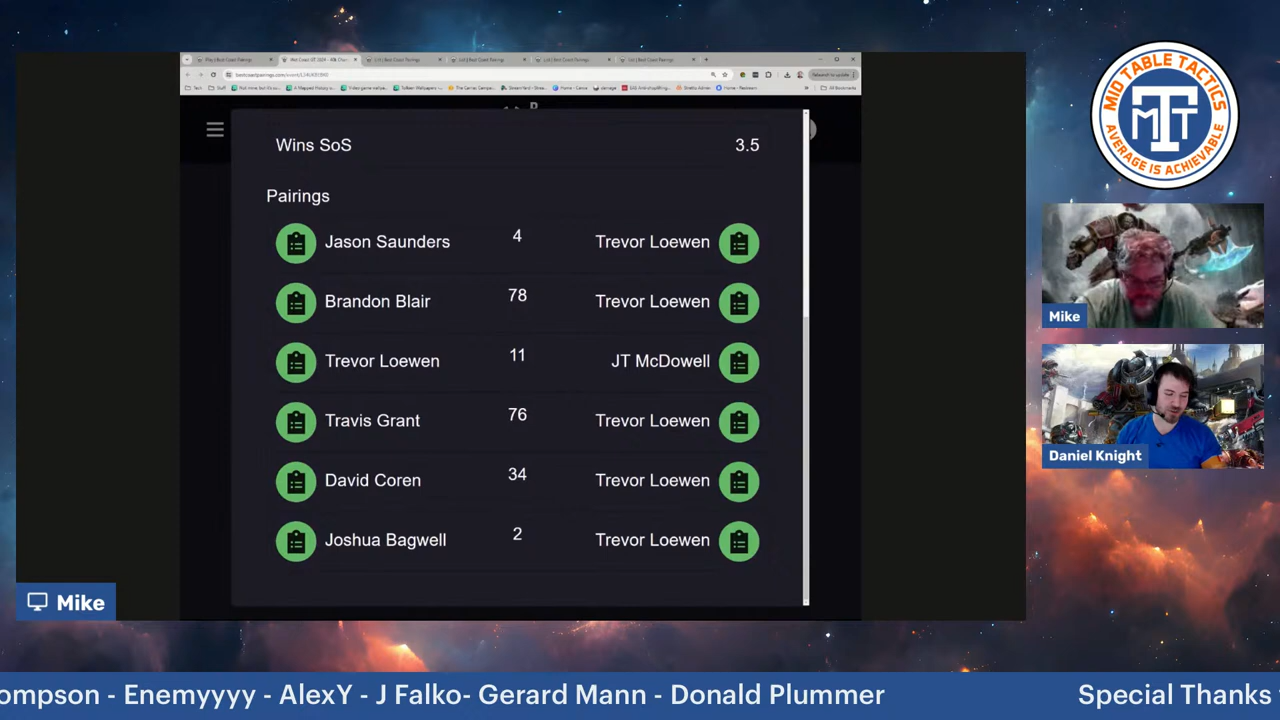 Wins SoS 3.5
Pairings
Jason Saunders 4 Trevor Loewen
Brandon Blair 78 Trevor Loewen
Trevor Loewen 11 JT McDowell
Travis Grant 76 Trevor Loewen
David Coren 34 Trevor Loewen
Joshua Bagwell 2 Trevor Loewen
MID TABLE TACTICS
MTT
AVERAGE IS ACHIEVABLE
Mike
Daniel Knight
Mike
ompson - Enemyyyy - AlexY - J Falko- Gerard Mann - Donald Plummer Special Thanks